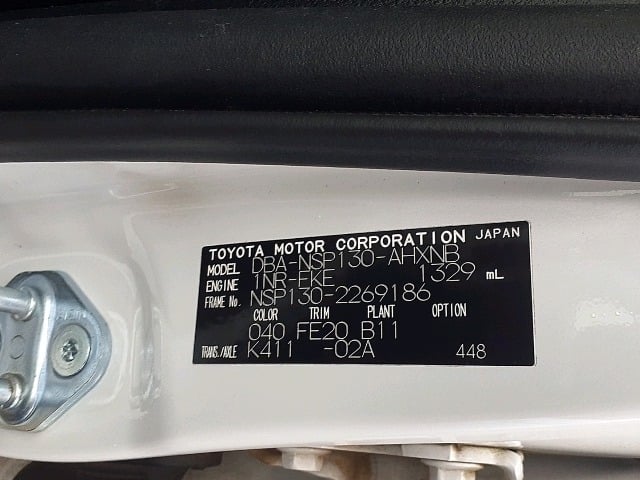 TOYOTA MOTOR CORPORATION JAPAN
MODEL DBA-NSP130-AHXNB
ENGINE 1NR-EKE 1329 mL
FRAME No. NSP130-2269186
COLOR TRIM PLANT OPTION
040 FE20 B11
TRANS./AXLE K411 -02A 448